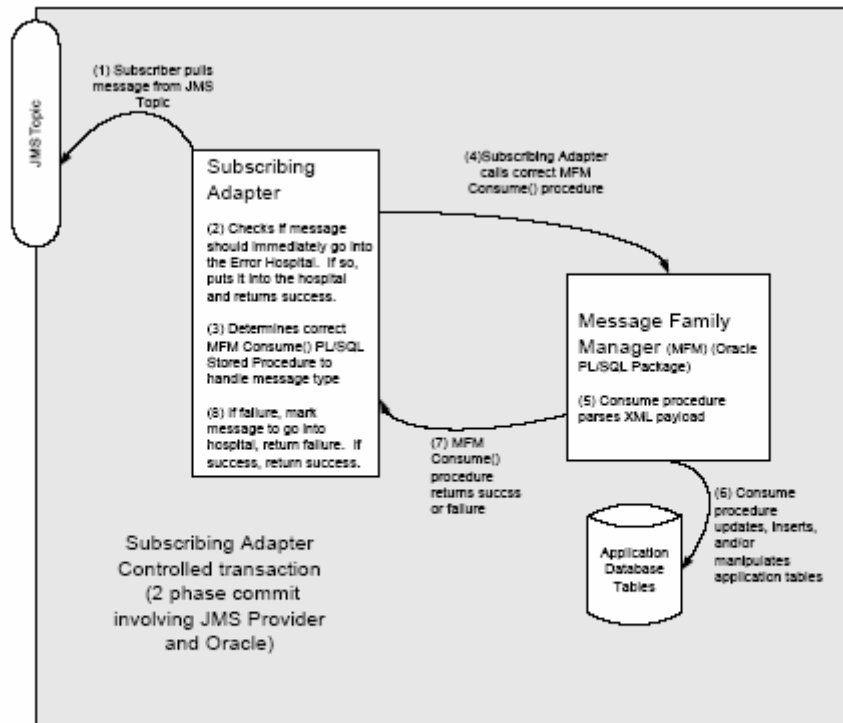 JMS Topic
(1) Subscriber pulls
message from JMS
Topic
Subscribing
Adapter
(2) Checks if message
should immediately go into
the Error Hospital. If so,
puts it into the hospital
and returns success.
(3) Determines correct
MFM Consume() PL/SQL
Stored Procedure to
handle message type
(8) If failure, mark
message to go into
hospital, return failure. If
success, return success.
(4)Subscribing Adapter
calls correct MFM
Consume() procedure
Message Family
Manager (MFM) (Oracle
PL/SQL Package)
(5) Consume procedure
parses XML payload
(7) MFM
Consume()
procedure
returns succss
or failure
(6) Consume
procedure
updates, inserts,
and/or
manipulates
application tables
Application
Database
Tables
Subscribing Adapter
Controlled transaction
(2 phase commit
involving JMS Provider
and Oracle)